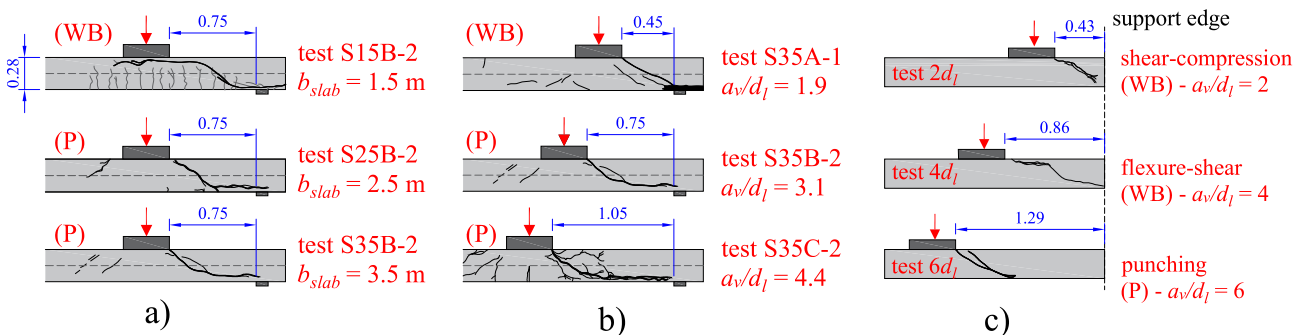 (WB)
0.75
test S15B-2
b_slab = 1.5 m
0.28
(P)
0.75
test S25B-2
b_slab = 2.5 m
(P)
0.75
test S35B-2
b_slab = 3.5 m
a)
(WB)
0.45
test S35A-1
a_v/d_l = 1.9
(P)
0.75
test S35B-2
a_v/d_l = 3.1
(P)
1.05
test S35C-2
a_v/d_l = 4.4
b)
support edge
0.43
test 2d_l
shear-compression
(WB) - a_v/d_l = 2
0.86
test 4d_l
flexure-shear
(WB) - a_v/d_l = 4
1.29
test 6d_l
punching
(P) - a_v/d_l = 6
c)